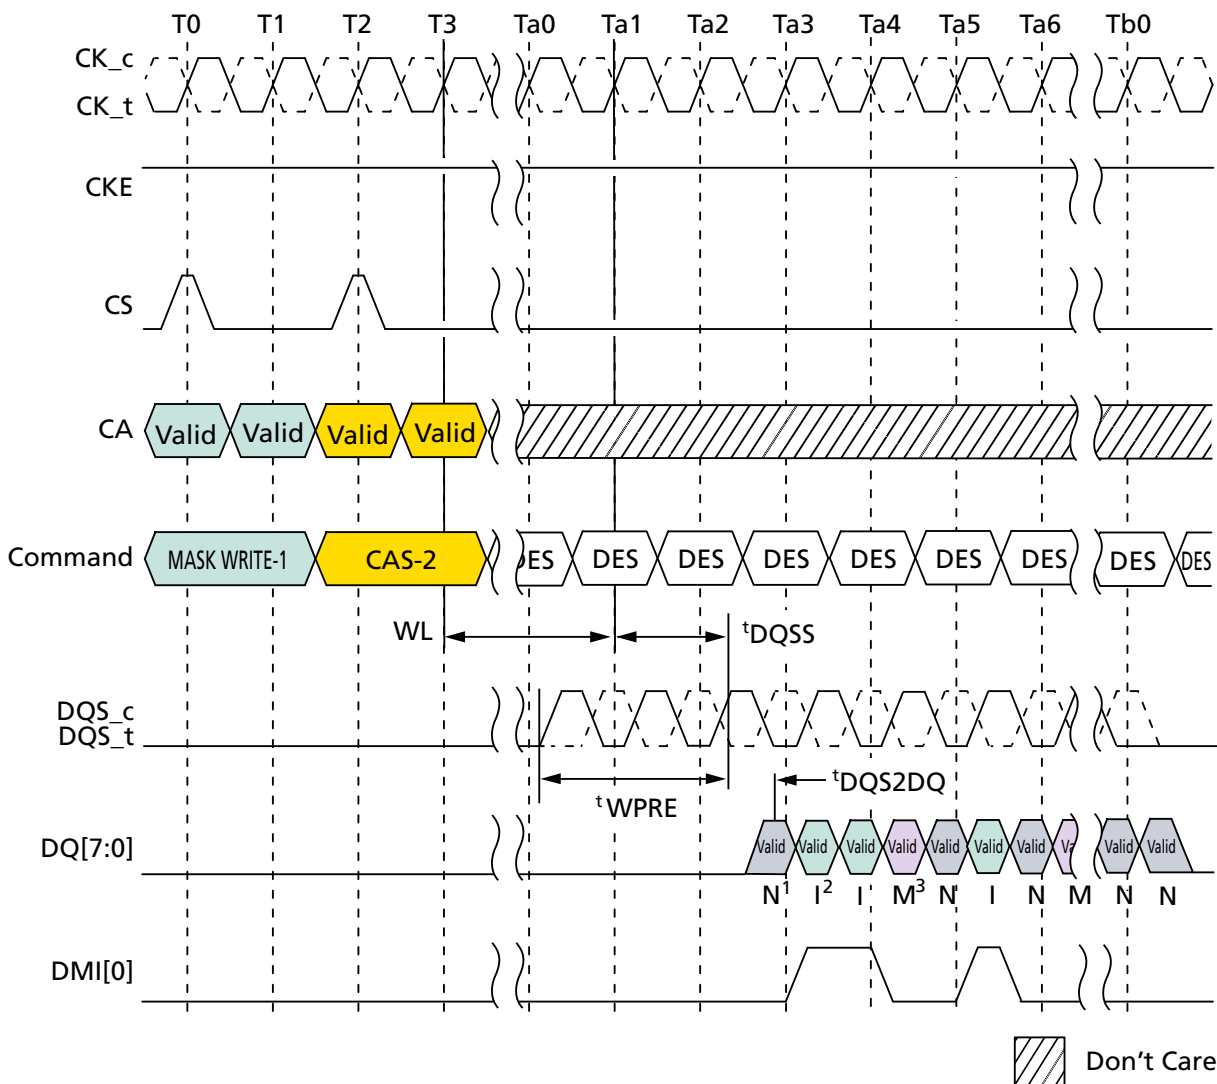 T0 T1 T2 T3 Ta0 Ta1 Ta2 Ta3 Ta4 Ta5 Ta6 Tb0
CK_c
CK_t
CKE
CS
CA Valid Valid Valid Valid
Command MASK WRITE-1 CAS-2 DES DES DES DES DES DES DES DES DES
WL tDQSS
DQS_c
DQS_t
tDQS2DQ
tWPRE
DQ[7:0] Valid Valid Valid Valid Valid Valid Valid Va Valid Valid
N1 I2 I M3 N I N M N N
DMI[0]
Don't Care